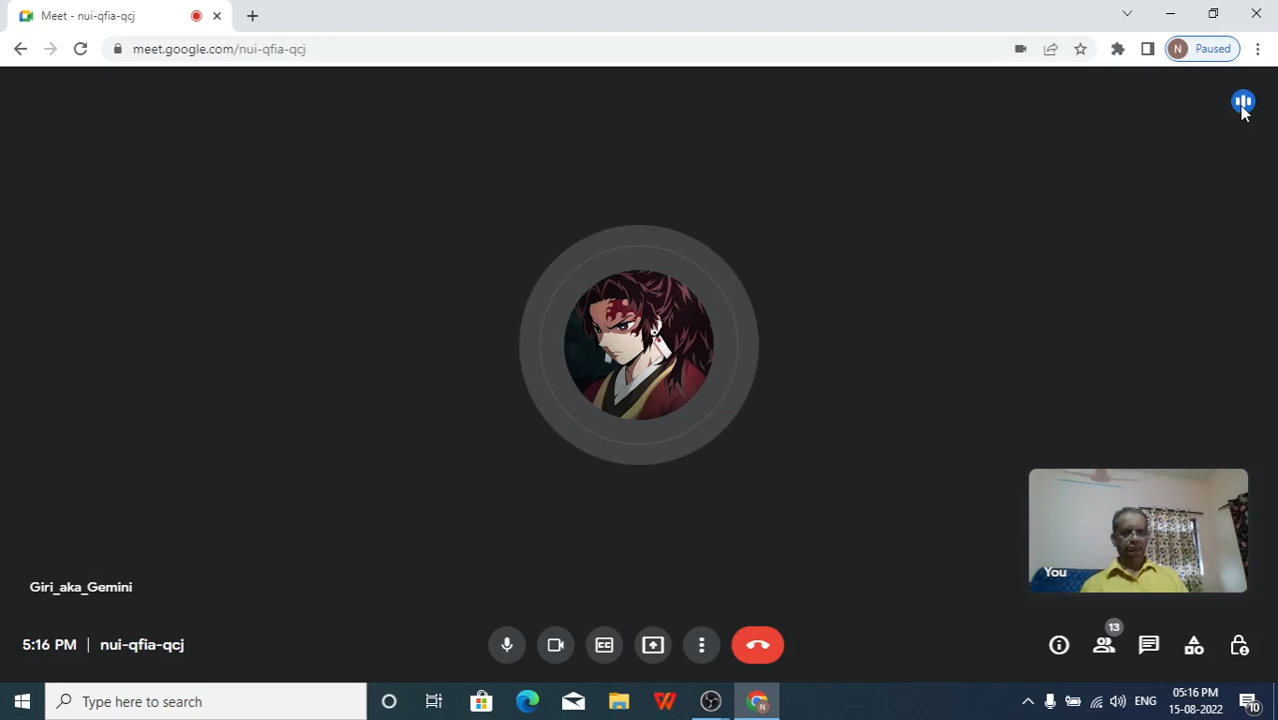 Meet - nui-qfia-qcj
meet.google.com/nui-qfia-qcj
N
Paused
Giri_aka_Gemini
You
5:16 PM | nui-qfia-qcj
CC
13
Type here to search
N
ENG
05:16 PM
15-08-2022
10